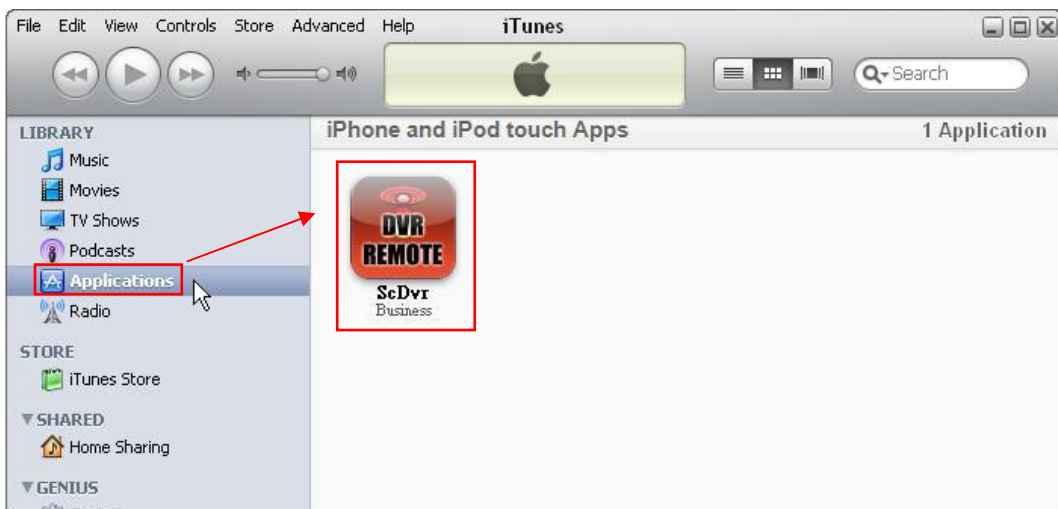 File Edit View Controls Store Advanced Help iTunes
Search
LIBRARY
Music
Movies
TV Shows
Podcasts
Applications
Radio
STORE
iTunes Store
SHARED
Home Sharing
GENIUS
iPhone and iPod touch Apps 1 Application
DVR
REMOTE
ScDvr
Business